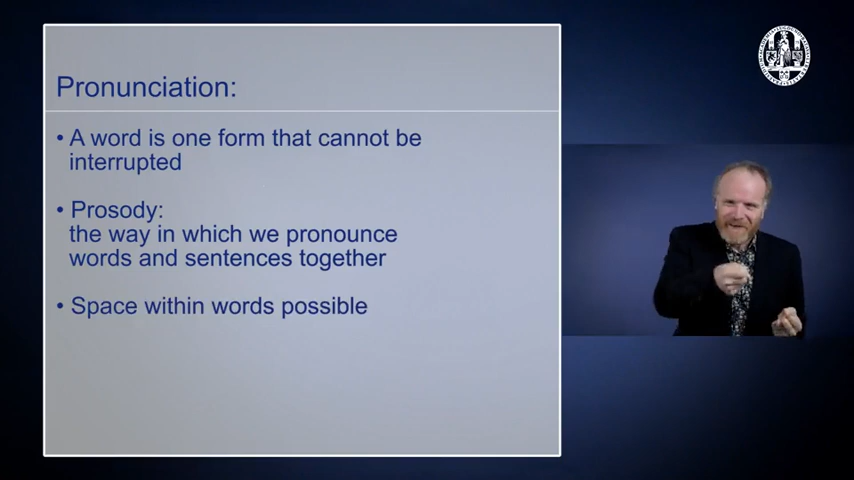 Pronunciation:
• A word is one form that cannot be
interrupted
• Prosody:
the way in which we pronounce
words and sentences together
• Space within words possible